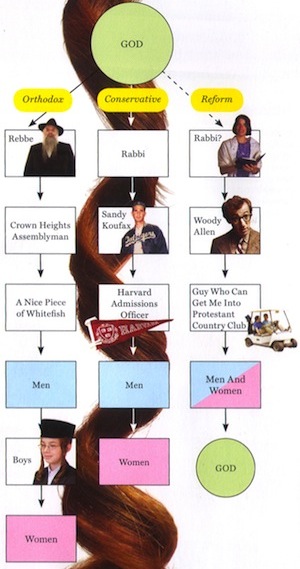 GOD
Orthodox
Conservative
Reform
Rebbe
Rabbi
Rabbi?
Crown Heights
Assemblyman
Sandy
Koufax
Woody
Allen
A Nice Piece
of Whitefish
Harvard
Admissions
Officer
HARVA
Guy Who Can
Get Me Into
Protestant
Country Club
Men
Men
Men And
Women
Boys
Women
GOD
Women